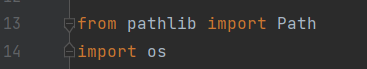 13 from pathlib import Path
14 import os